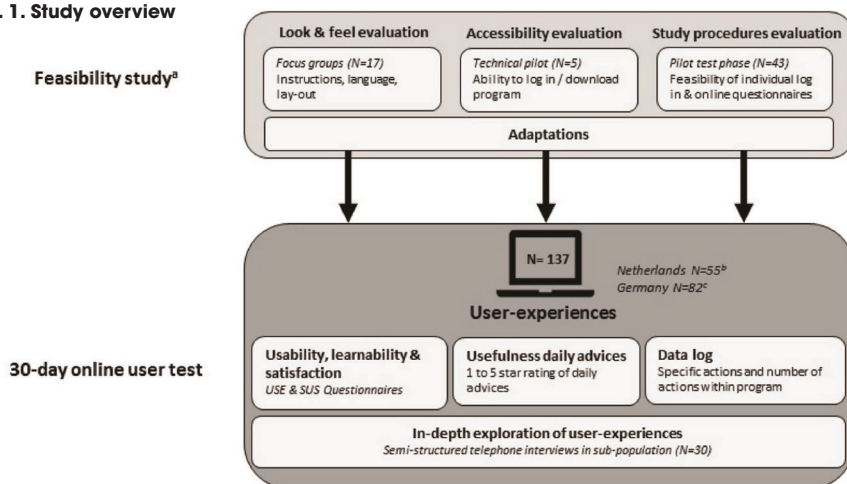 . 1. Study overview
Feasibility studyᵃ
Look & feel evaluation
Focus groups (N=17)
Instructions, language,
lay-out
Accessibility evaluation
Technical pilot (N=5)
Ability to log in / download
program
Study procedures evaluation
Pilot test phase (N=43)
Feasibility of individual log
in & online questionnaires
Adaptations
30-day online user test
N= 137
Netherlands N=55ᵇ
Germany N=82ᶜ
User-experiences
Usability, learnability &
satisfaction
USE & SUS Questionnaires
Usefulness daily advices
1 to 5 star rating of daily
advices
Data log
Specific actions and number of
actions within program
In-depth exploration of user-experiences
Semi-structured telephone interviews in sub-population (N=30)